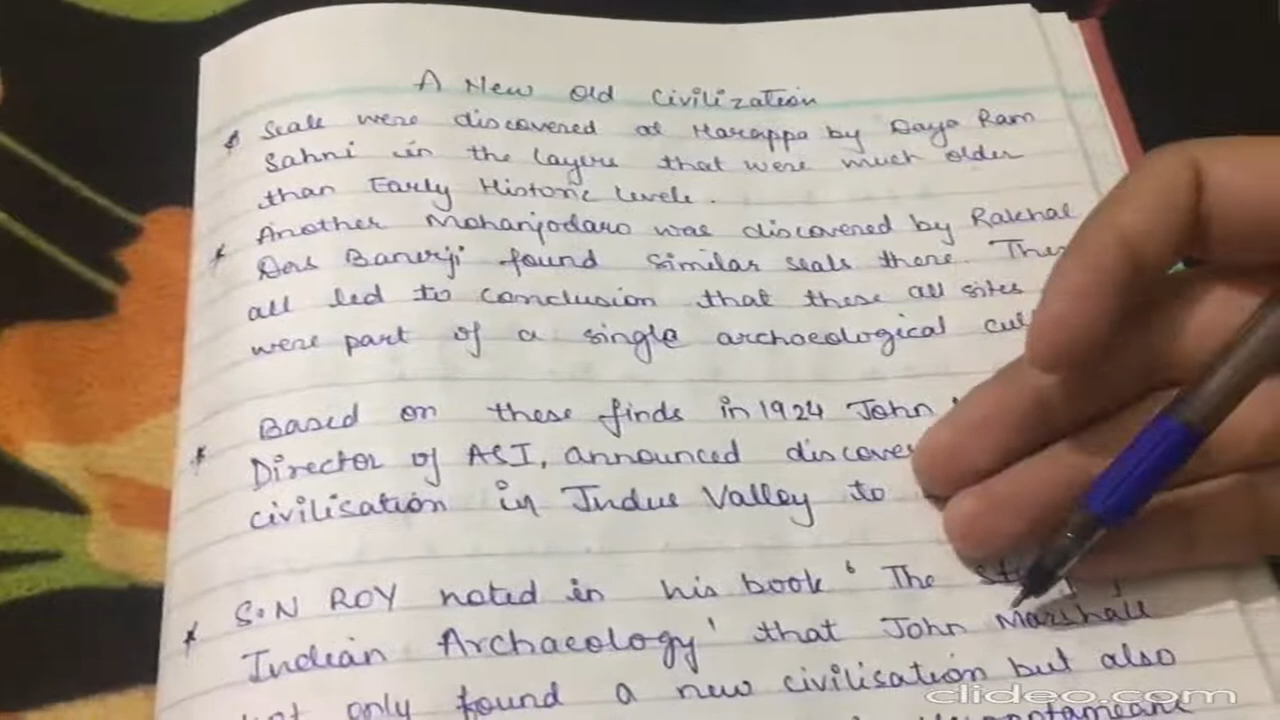 A New Old Civilization
* Seals were discovered at Harappa by Daya Ram
Sahni in the layers that were much older
than Early Historic levels.
* Another Mohanjodaro was discovered by Rakhal
Das Banerji found similar seals there.
all led to conclusion that these all sites
were part of a single archaeological
* Based on these finds in 1924 John
Director of ASI, announced
civilisation in Indus Valley to
* S.N ROY noted in his book ' The
Indian Archaeology' that John Marshall
only found a new civilisation but also
clideo.com